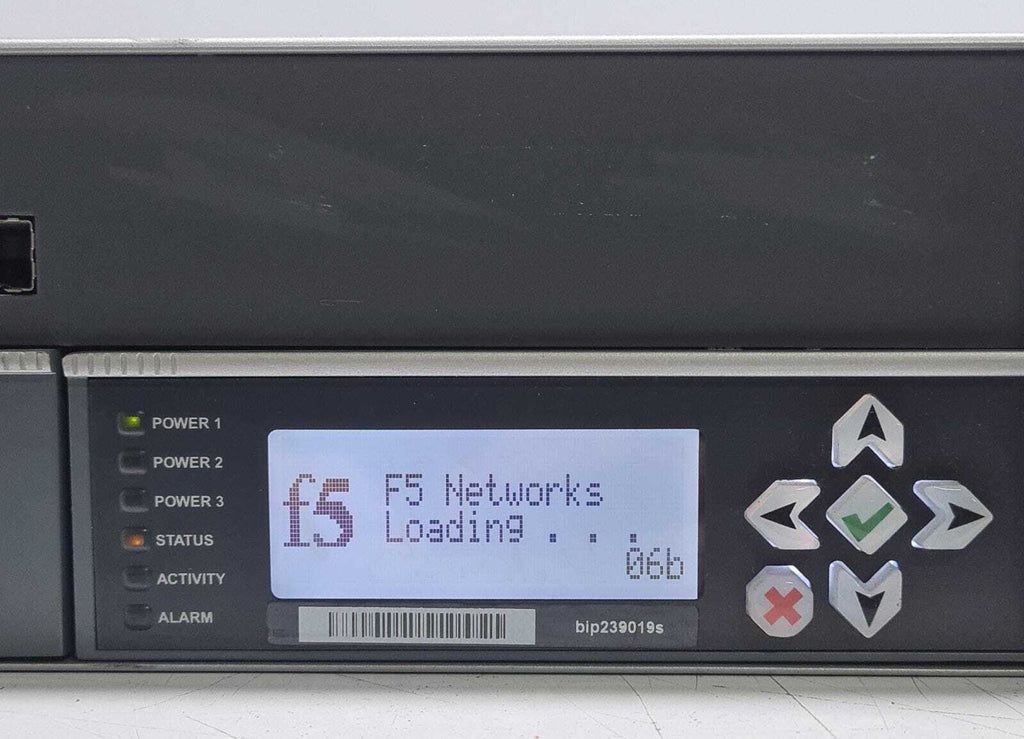 POWER 1
POWER 2
POWER 3
STATUS
ACTIVITY
ALARM
f5 F5 Networks
Loading . . .
06b
bip239019s